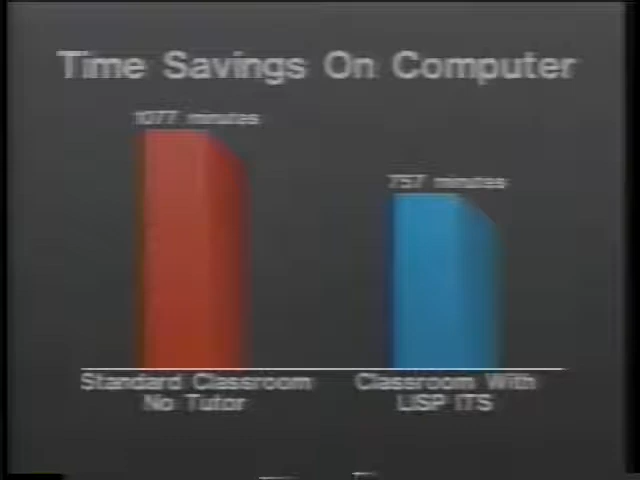 Time Savings On Computer
1077 minutes
757 minutes
Standard Classroom
No Tutor
Classroom With
LISP ITS